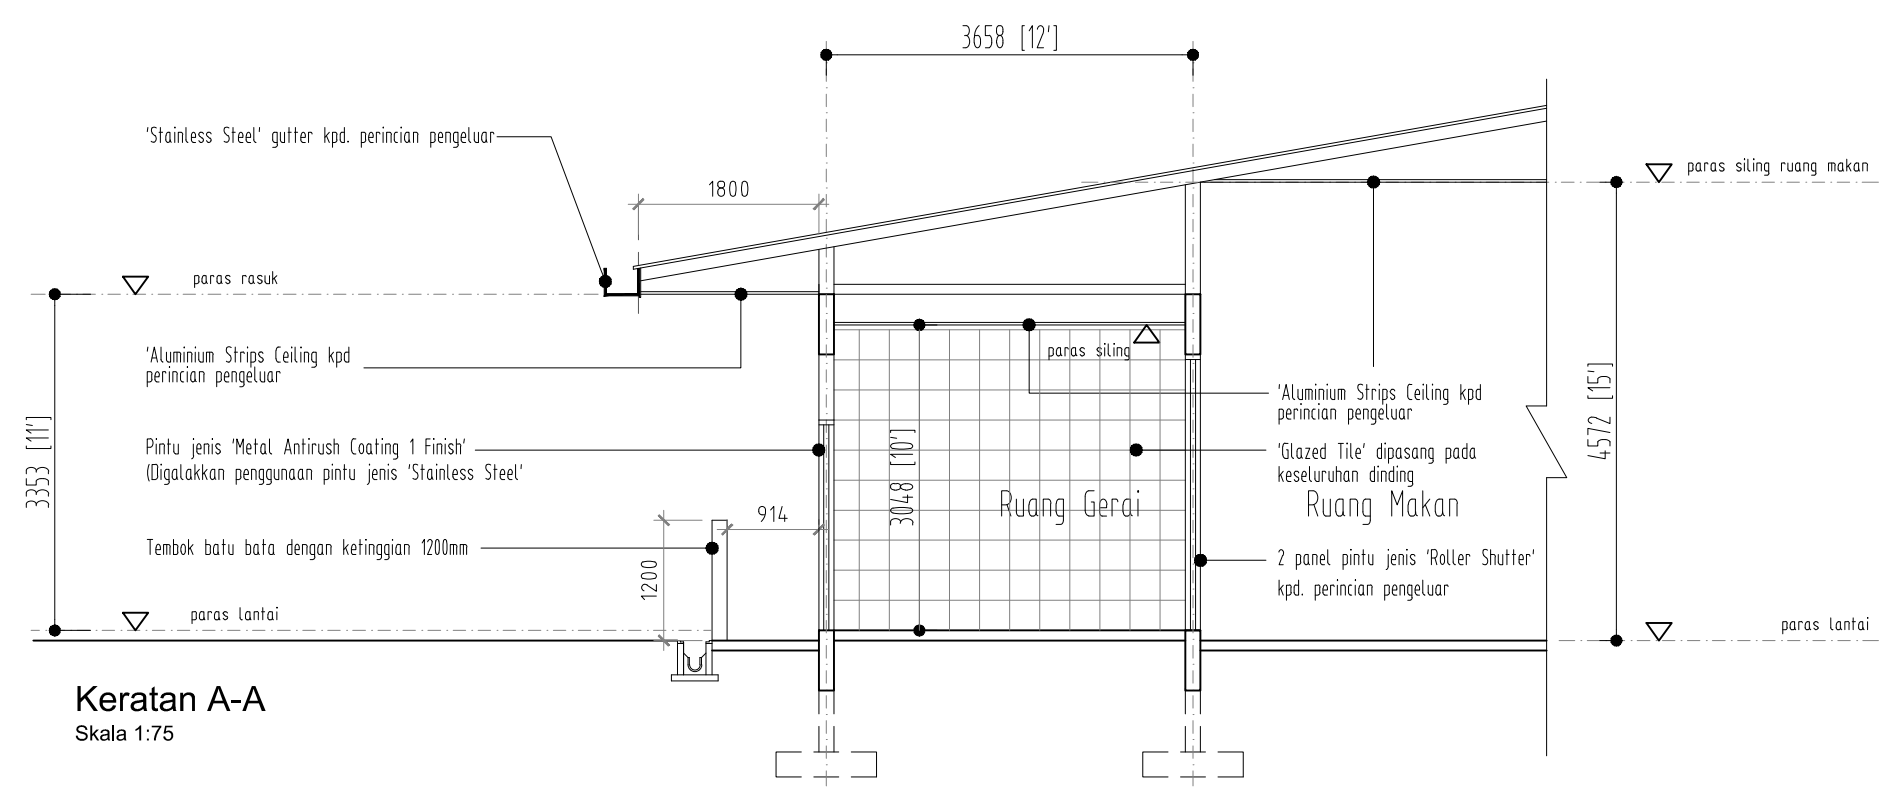 3658 [12']
'Stainless Steel' gutter kpd. perincian pengeluar
1800
paras siling ruang makan
paras rasuk
'Aluminium Strips Ceiling kpd
perincian pengeluar
paras siling
'Aluminium Strips Ceiling kpd
perincian pengeluar
3353 [11']
Pintu jenis 'Metal Antirush Coating 1 Finish'
(Digalakkan penggunaan pintu jenis 'Stainless Steel'
3048 [10']
'Glazed Tile' dipasang pada
keseluruhan dinding
4572 [15']
Ruang Gerai
Ruang Makan
914
Tembok batu bata dengan ketinggian 1200mm
1200
2 panel pintu jenis 'Roller Shutter'
kpd. perincian pengeluar
paras lantai
paras lantai
Keratan A-A
Skala 1:75